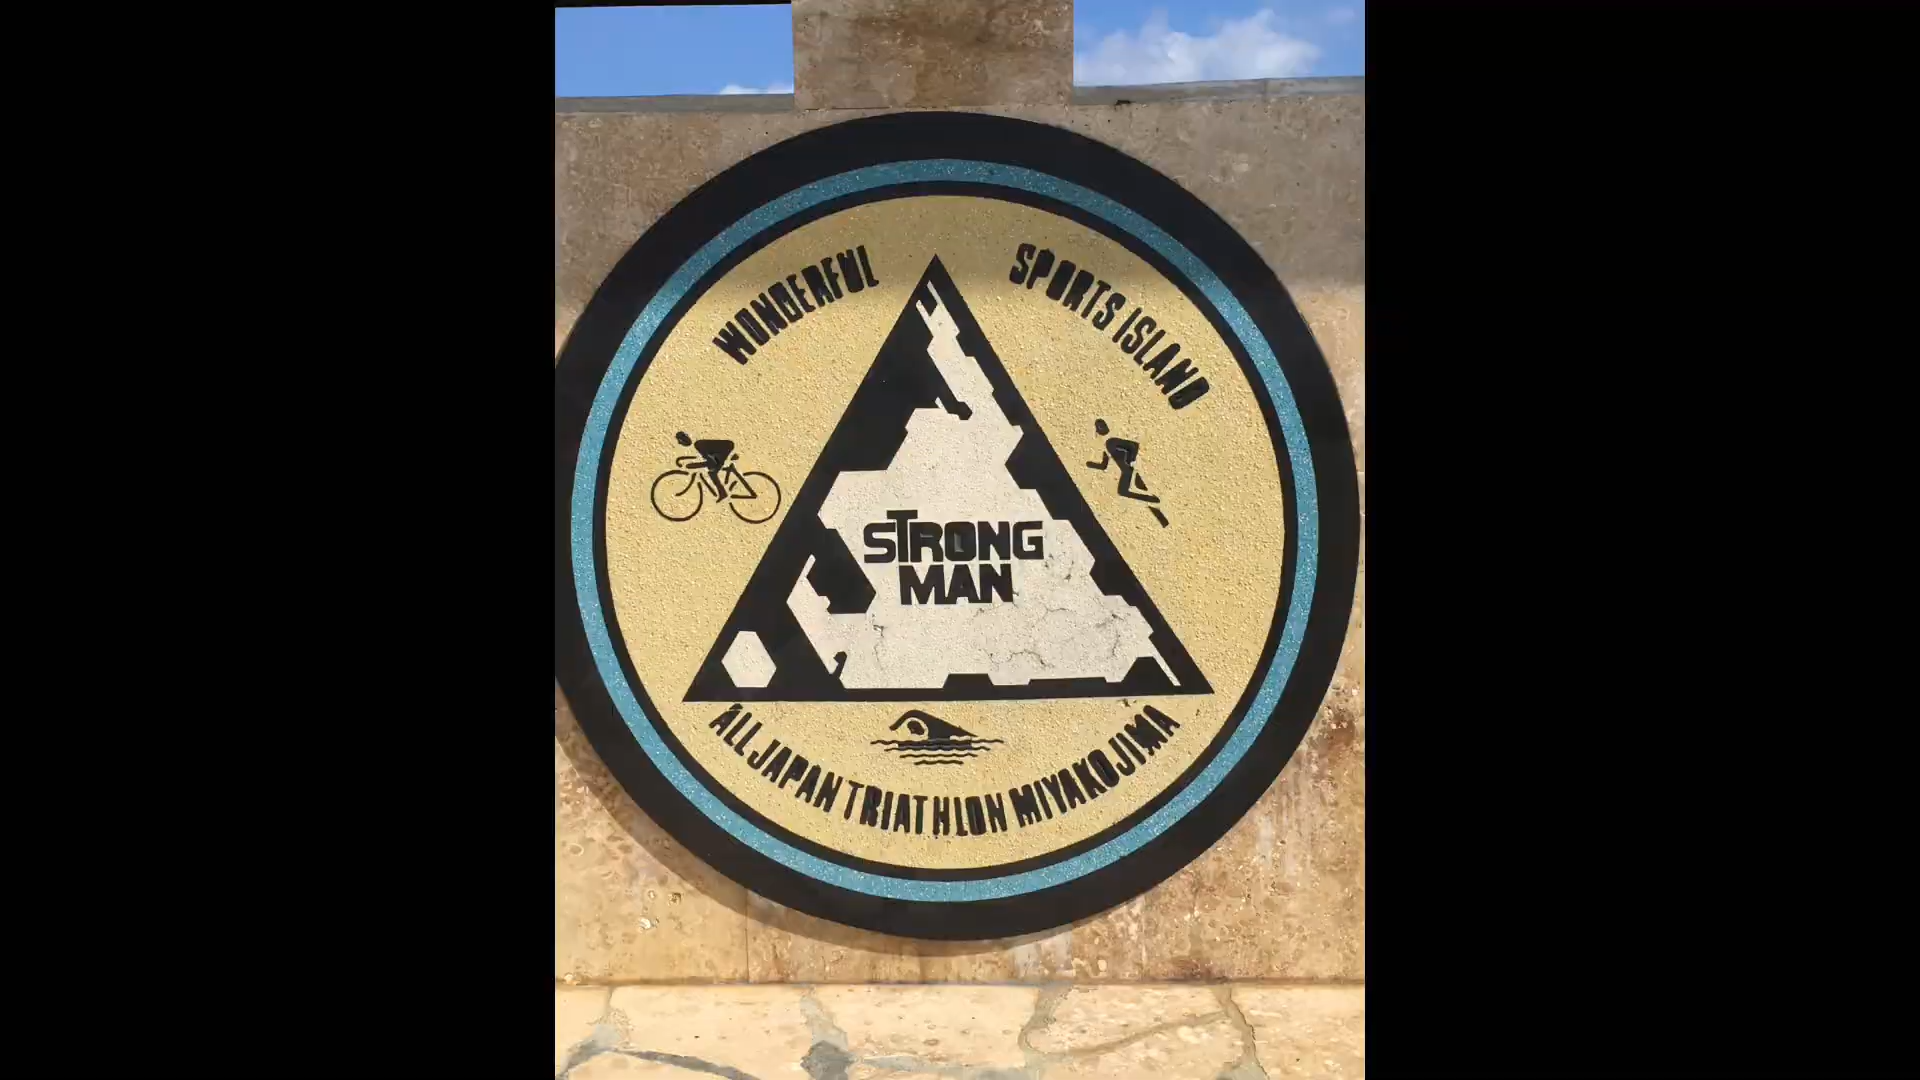 WONDERFUL
SPORTS ISLAND
STRONG
MAN
ALL JAPAN TRIATHLON MIYAKOJIMA